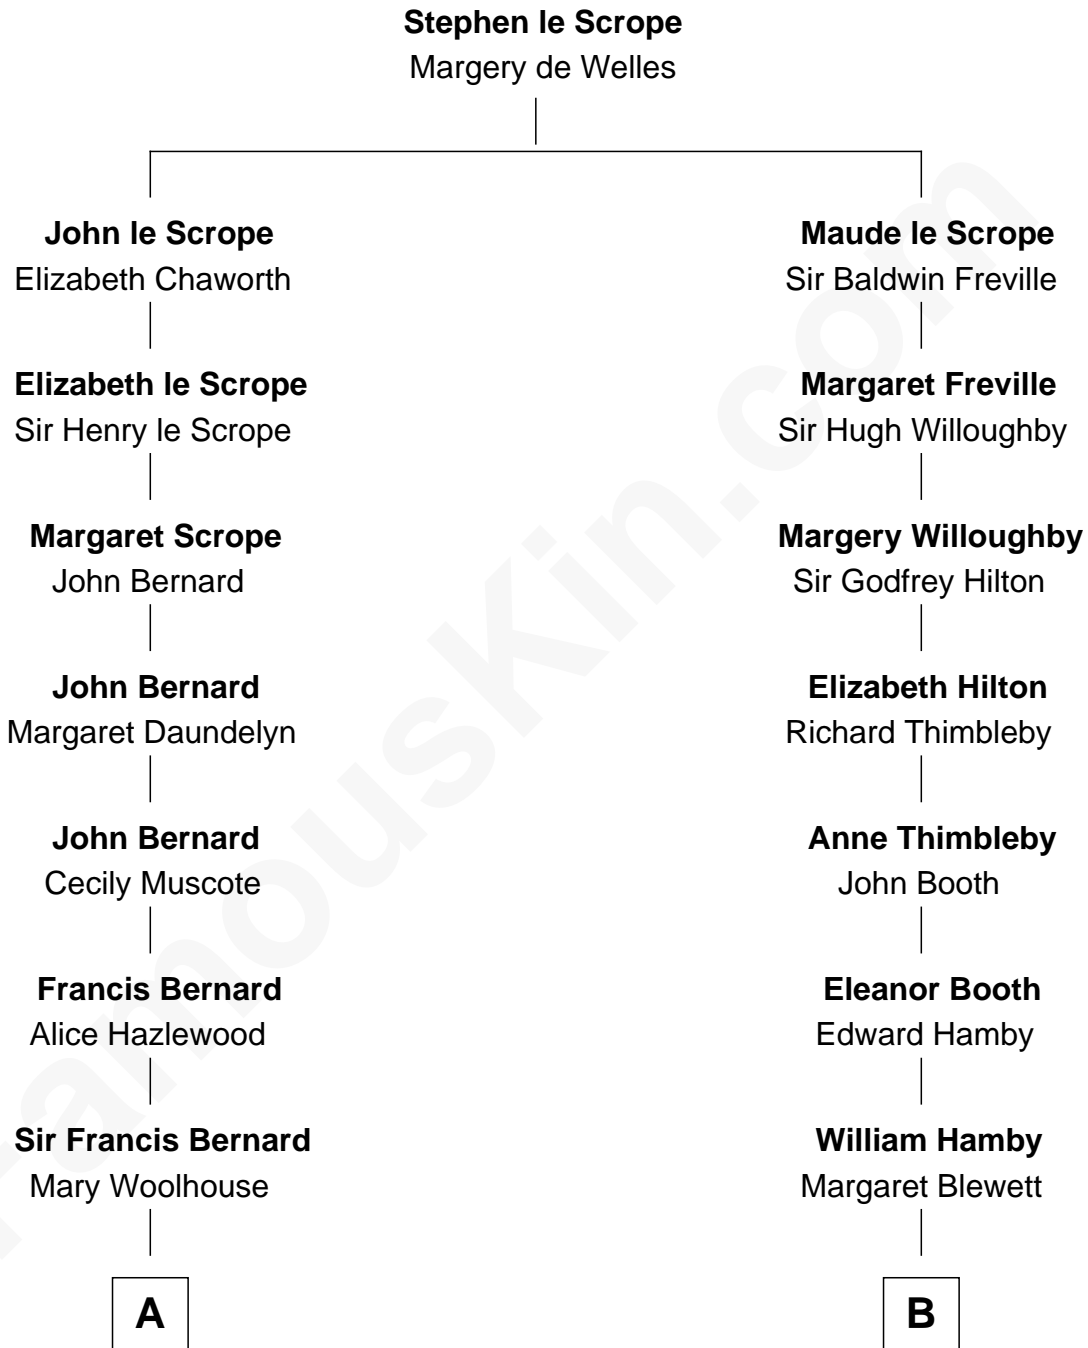 Stephen le Scrope
Margery de Welles
John le Scrope
Elizabeth Chaworth
Maude le Scrope
Sir Baldwin Freville
Elizabeth le Scrope
Sir Henry le Scrope
Margaret Freville
Sir Hugh Willoughby
Margaret Scrope
John Bernard
Margery Willoughby
Sir Godfrey Hilton
John Bernard
Margaret Daundelyn
Elizabeth Hilton
Richard Thimbleby
John Bernard
Cecily Muscote
Anne Thimbleby
John Booth
Francis Bernard
Alice Hazlewood
Eleanor Booth
Edward Hamby
Sir Francis Bernard
Mary Woolhouse
William Hamby
Margaret Blewett
A
B
FamousKin.com